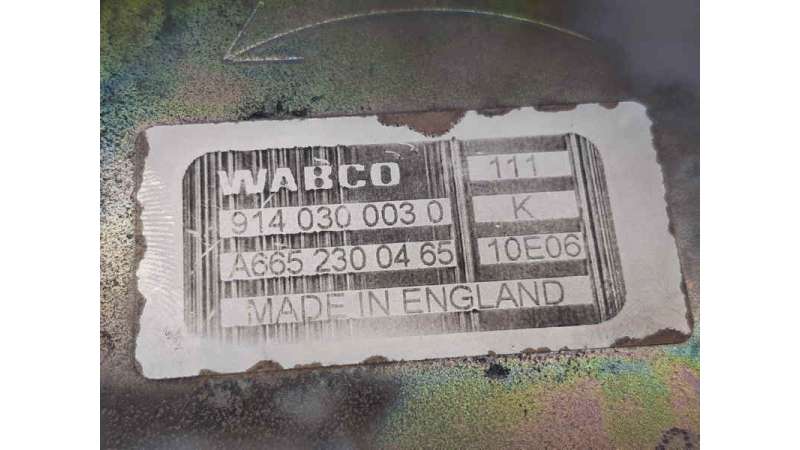 WABCO 111
914 030 003 0 K
A665 230 04 65 10E06
MADE IN ENGLAND